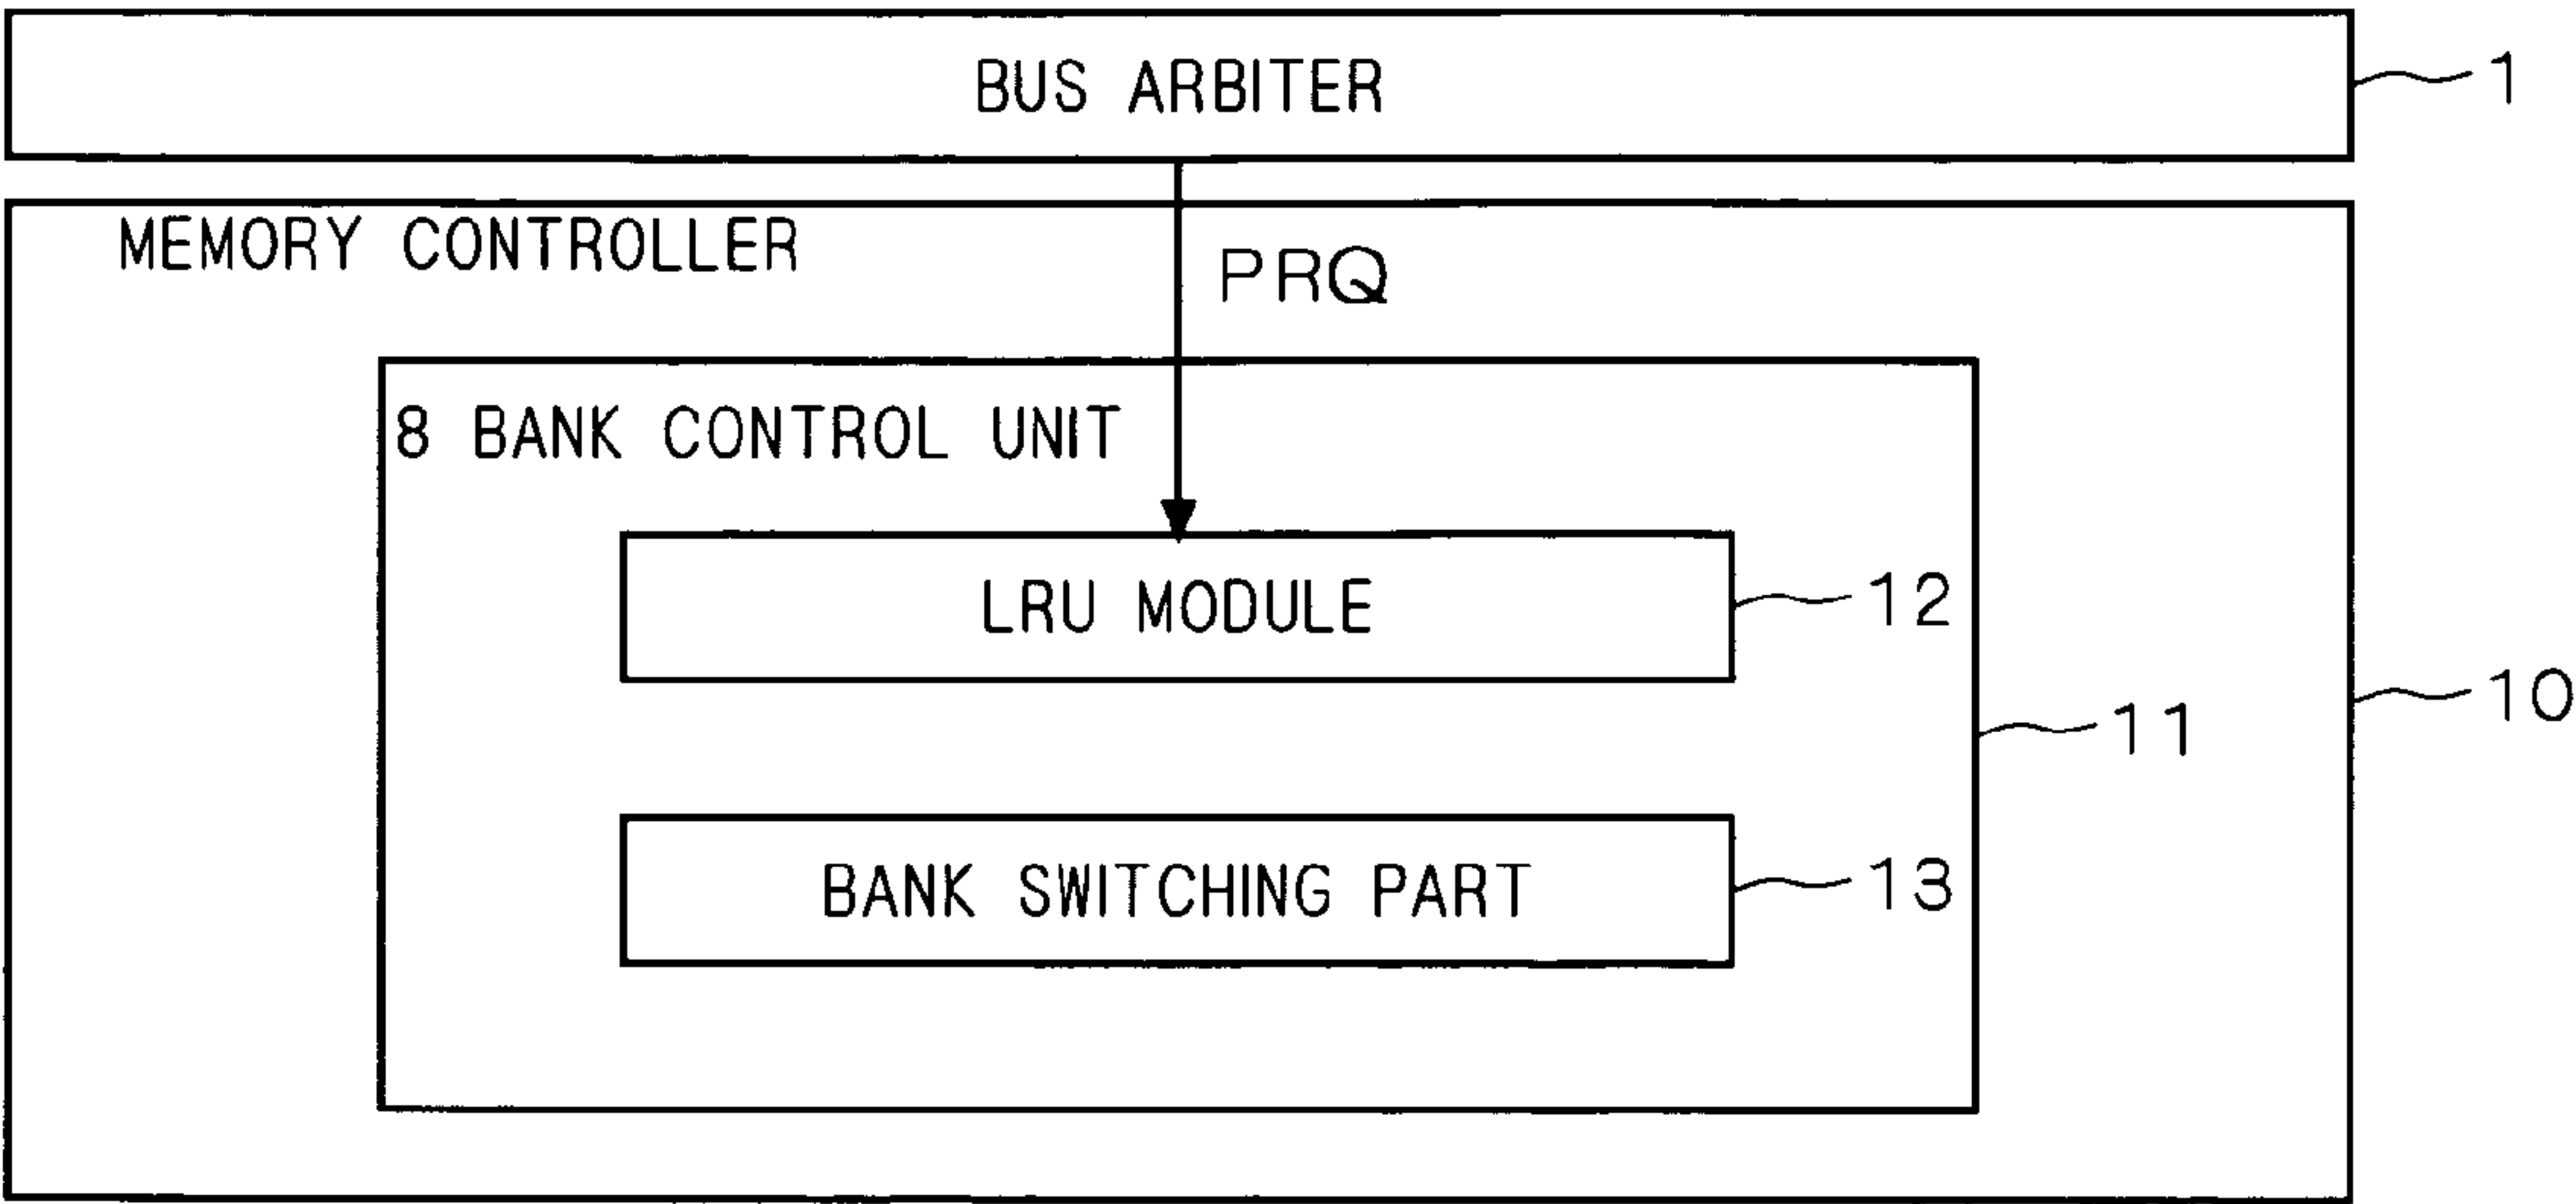 BUS ARBITER
1
MEMORY CONTROLLER
PRQ
8 BANK CONTROL UNIT
LRU MODULE
12
10
11
BANK SWITCHING PART
13